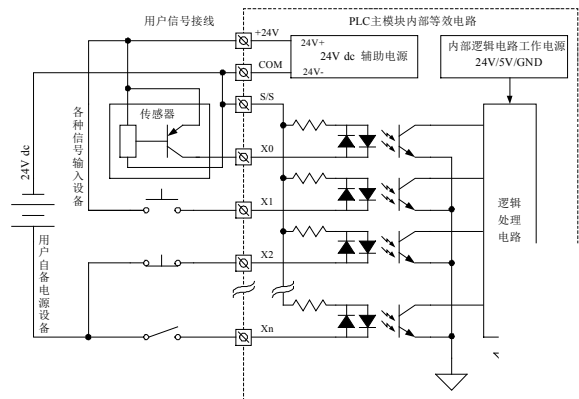 用户信号接线
PLC主模块内部等效电路
+24V
24V+
24V dc 辅助电源
24V-
内部逻辑电路工作电源
24V/5V/GND
COM
S/S
传感器
各种信号输入设备
X0
24V dc
X1
逻辑
处理
电路
X2
用户自备电源设备
Xn